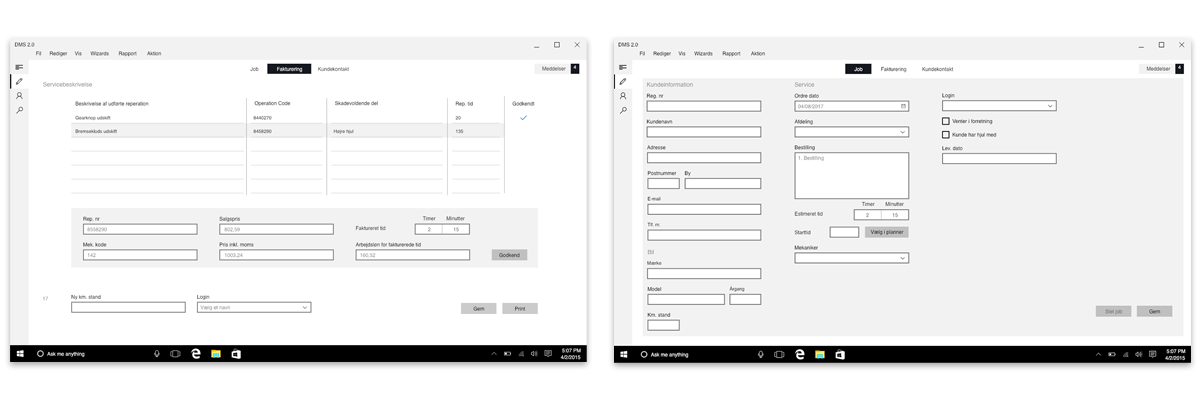 DMS 2.0
Fil Rediger Vis Wizards Rapport Aktion
Job Fakturering Kundekontakt Meddelser 4
Servicebeskrivelse
Beskrivelse af udførte reperation Operation Code Skadevoldende del Rep. tid Godkendt
Gearknop udskift 8440270 20
Bremseklods udskift 8458290 Højre hjul 135
Rep. nr Salgspris Timer Minutter
8558290 802,59 Faktureret tid 2 15
Mek. kode Pris inkl. moms Arbejdsløn for fakturerede tid
142 1003,24 160,32 Godkend
17 Ny km. stand Login
Vælg et navn Gem Print
Ask me anything 5:07 PM
4/2/2015
DMS 2.0
Fil Rediger Vis Wizards Rapport Aktion
Job Fakturering Kundekontakt Meddelser 4
Kundeinformation Service
Reg. nr Ordre dato Login
04/08/2017
Kundenavn Afdeling Venter i forretning
Kunde har hjul med
Adresse Bestilling Lev. dato
1. Bestilling
Postnummer By
E-mail Timer Minutter
Estimeret tid 2 15
Tlf. nr.
Starttid Vælg i planner
Bil Mekaniker
Mærke
Model Årgang
Km. stand Slet job Gem
Ask me anything 5:07 PM
4/2/2015